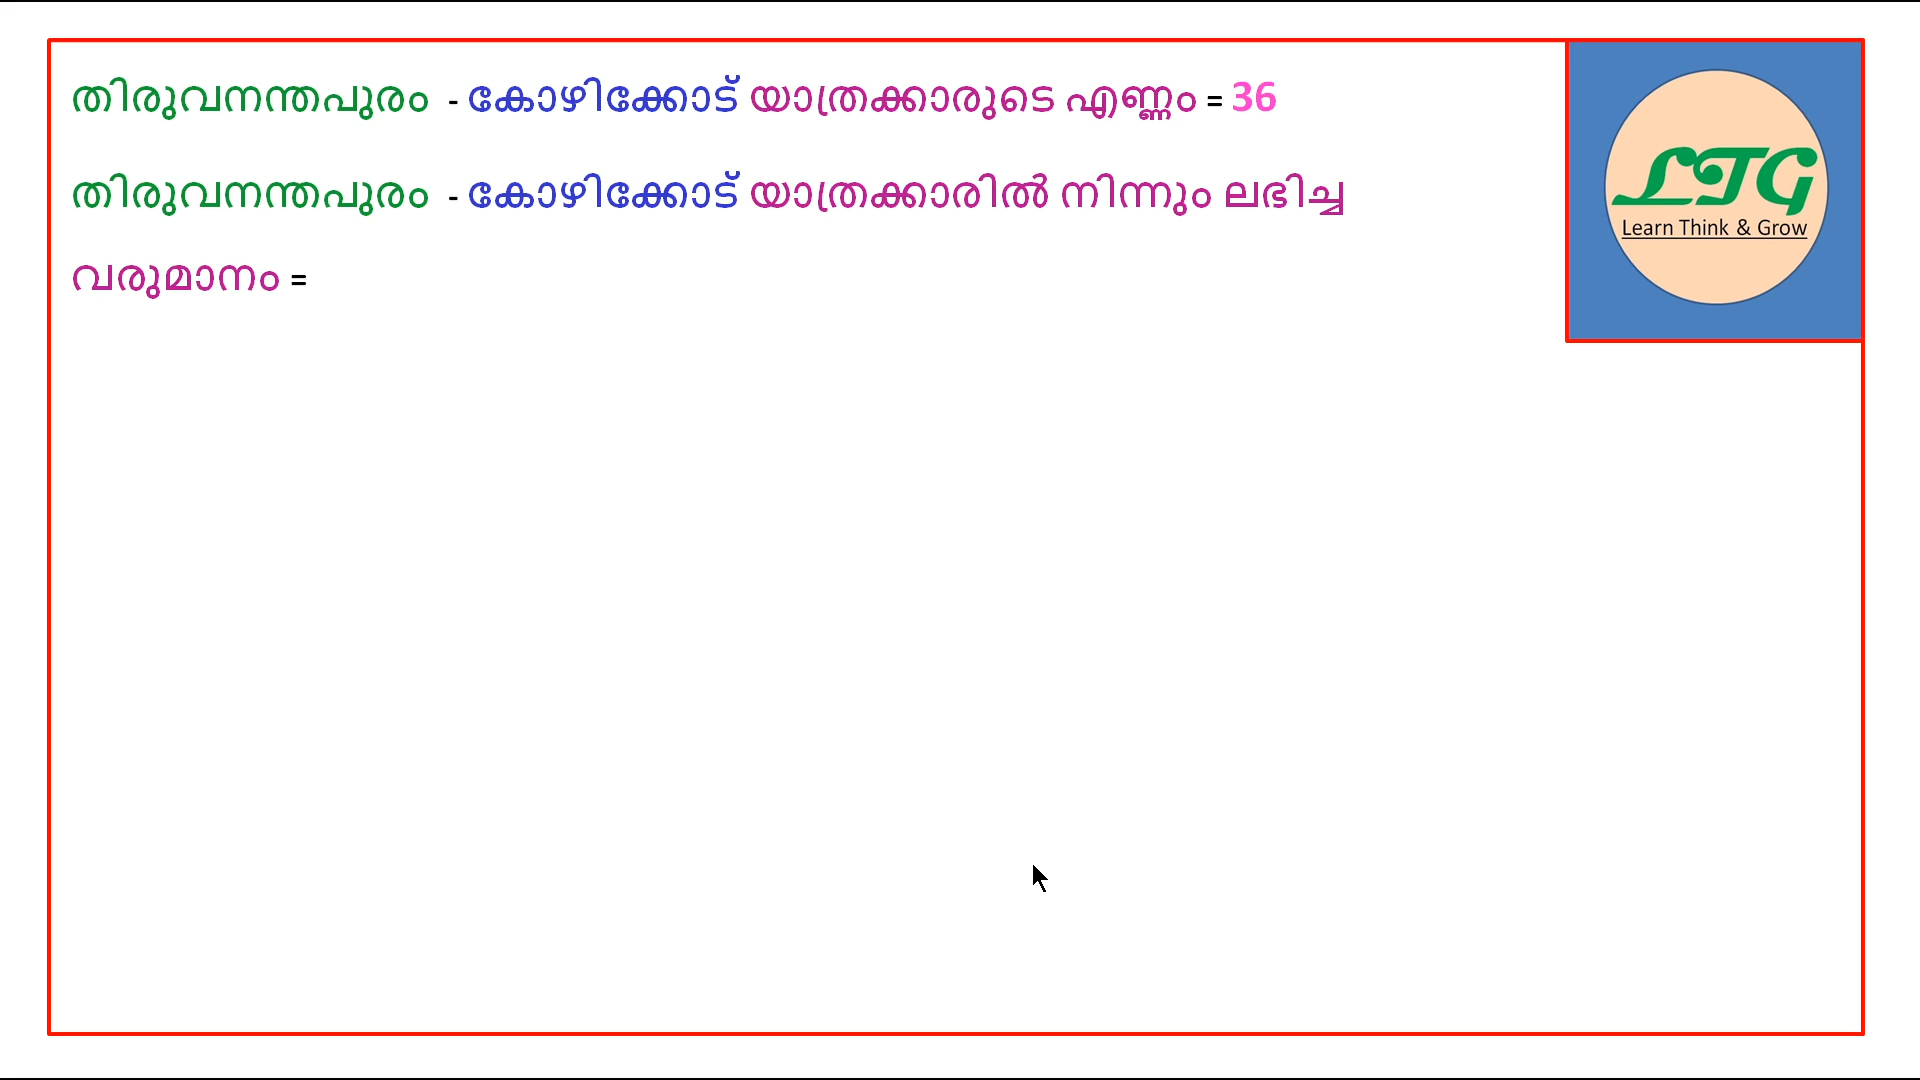 തിരുവനന്തപുരം - കോഴിക്കോട് യാത്രക്കാരുടെ എണ്ണം = 36
തിരുവനന്തപുരം - കോഴിക്കോട് യാത്രക്കാരിൽ നിന്നും ലഭിച്ച
വരുമാനം =
LTG
Learn Think & Grow